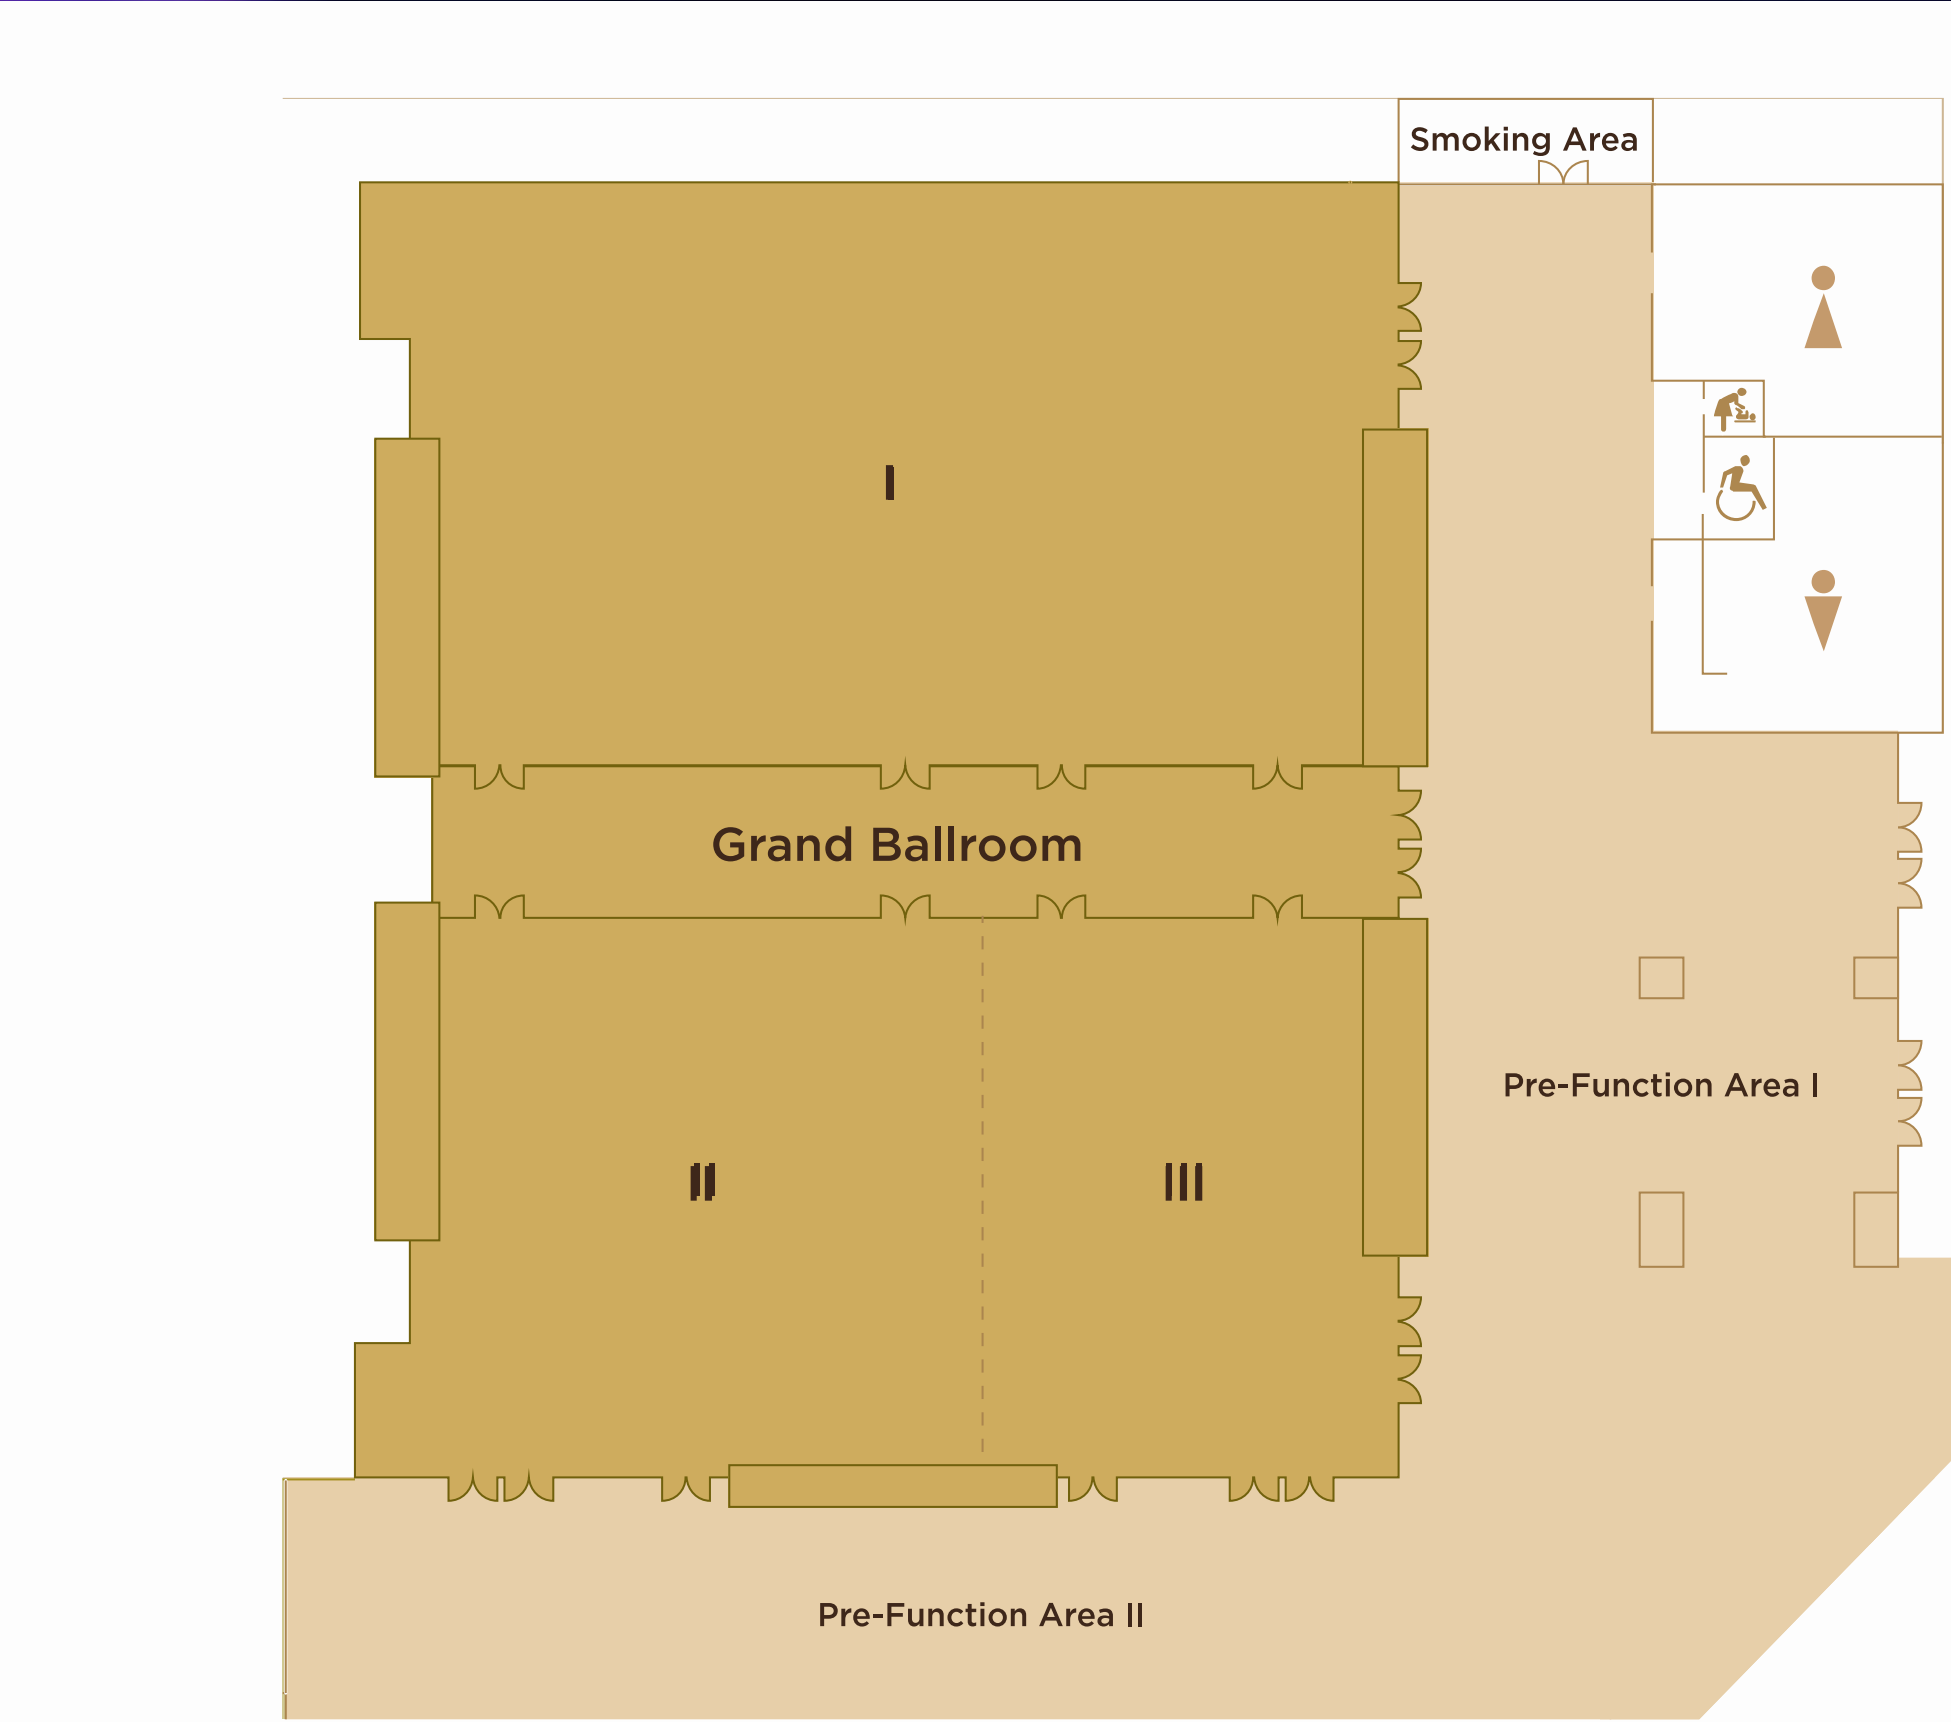 Smoking Area
I
Grand Ballroom
Pre-Function Area I
II
III
Pre-Function Area II